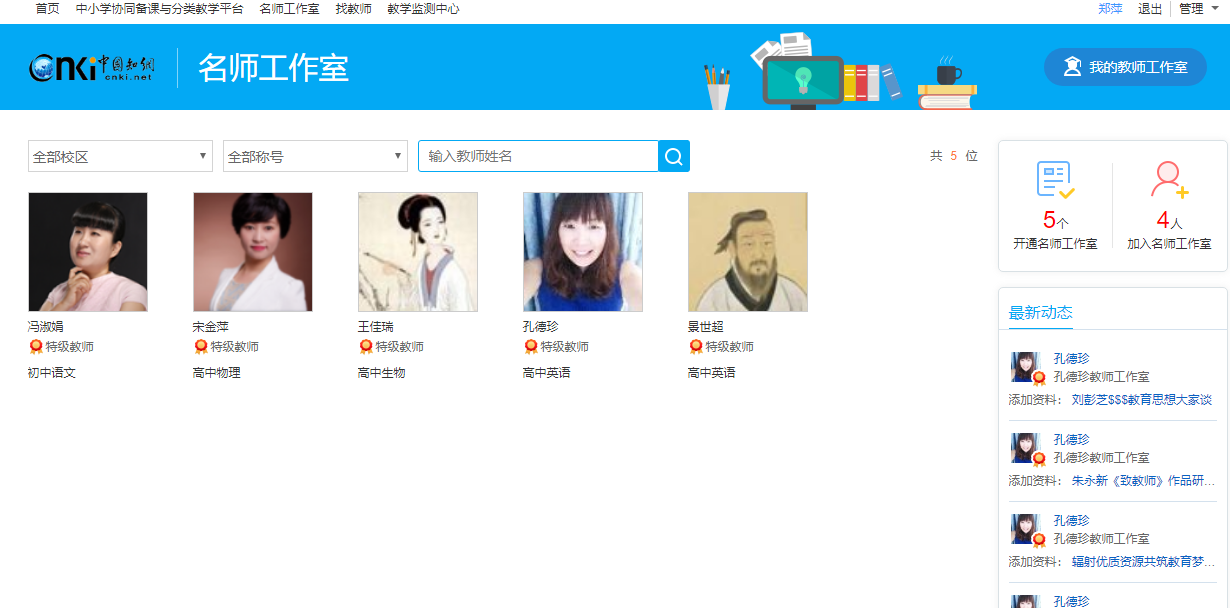 首页 中小学协同备课与分类教学平台 名师工作室 找教师 教学监测中心 郑萍 退出 管理
cnki 中国知网 cnki.net 名师工作室 我的教师工作室
全部校区 全部称号 输入教师姓名 共 5 位
冯淑娟 宋金萍 王佳瑞 孔德珍 景世超
特级教师 特级教师 特级教师 特级教师 特级教师
初中语文 高中物理 高中生物 高中英语 高中英语
5个 4人
开通名师工作室 加入名师工作室
最新动态
孔德珍
孔德珍教师工作室
添加资料： 刘彭芝$$$教育思想大家谈
孔德珍
孔德珍教师工作室
添加资料： 朱永新《致教师》作品研...
孔德珍
孔德珍教师工作室
添加资料： 辐射优质资源共筑教育梦...
孔德珍